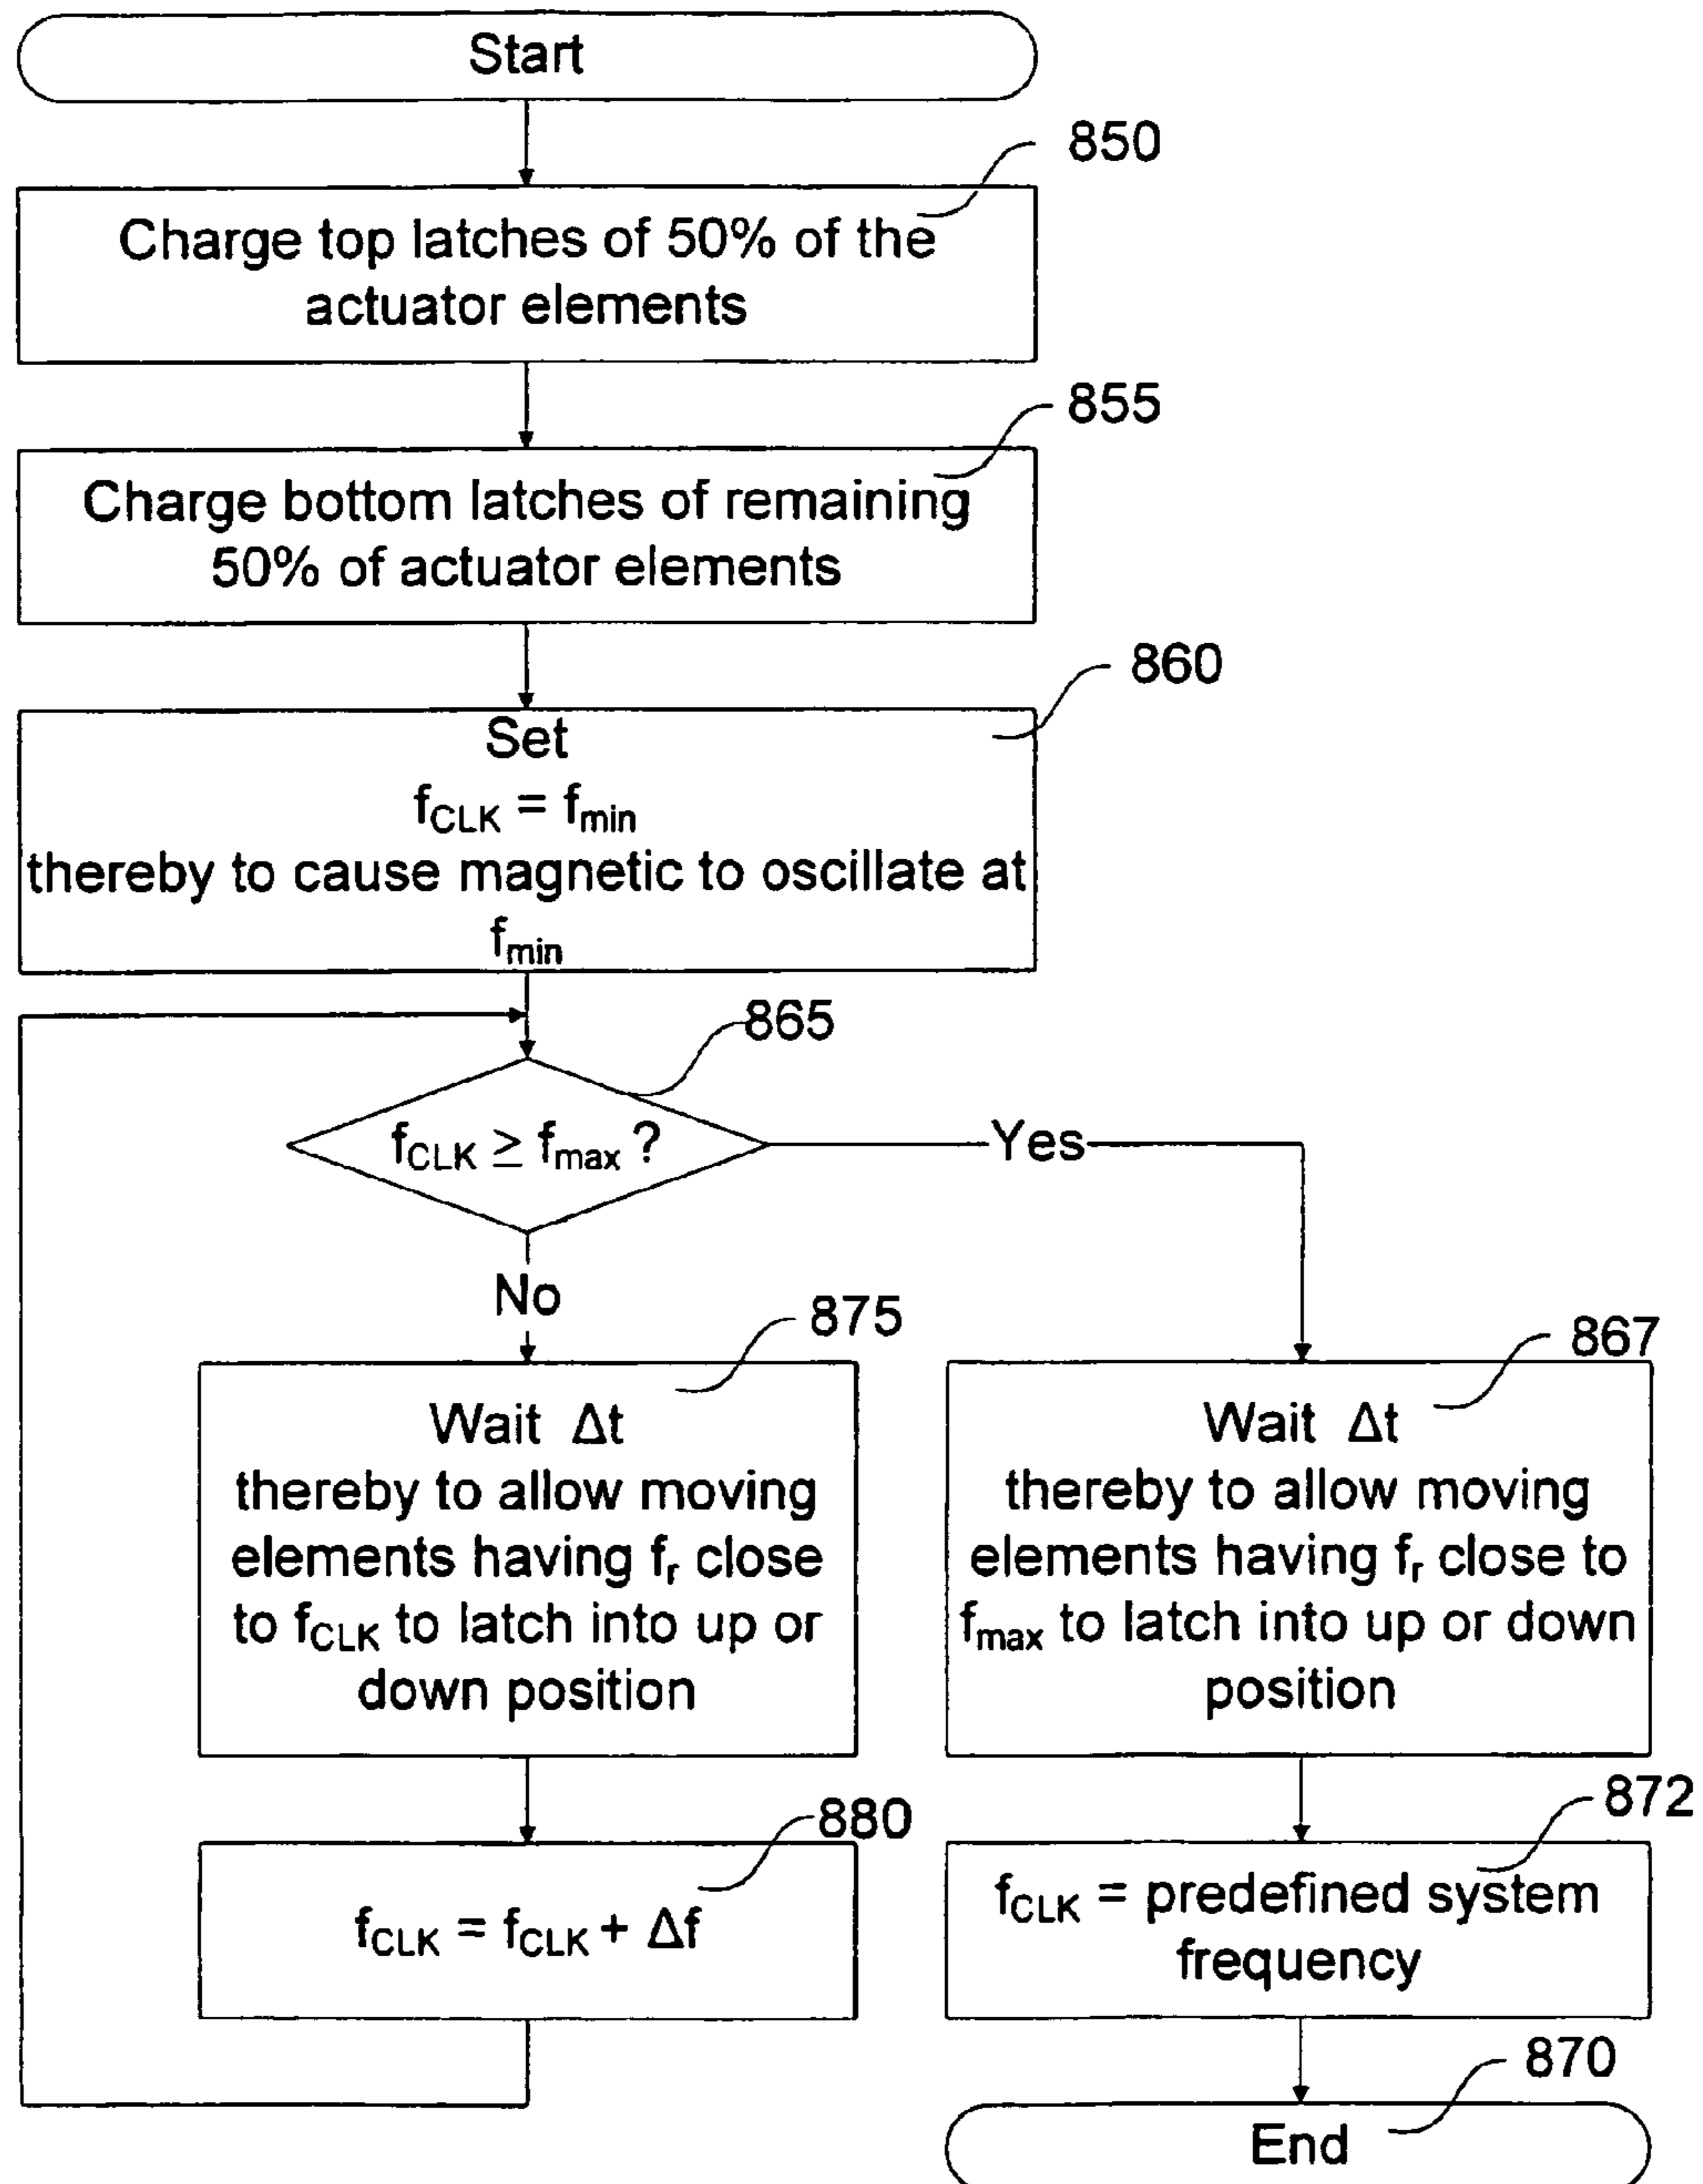 Start
850
Charge top latches of 50% of the
actuator elements
855
Charge bottom latches of remaining
50% of actuator elements
860
Set
fCLK = fmin
thereby to cause magnetic to oscillate at
fmin
865
fCLK ≥ fmax ?
Yes
No
875
Wait Δt
thereby to allow moving
elements having fr close
to fCLK to latch into up or
down position
867
Wait Δt
thereby to allow moving
elements having fr close to
fmax to latch into up or down
position
880
fCLK = fCLK + Δf
872
fCLK = predefined system
frequency
870
End